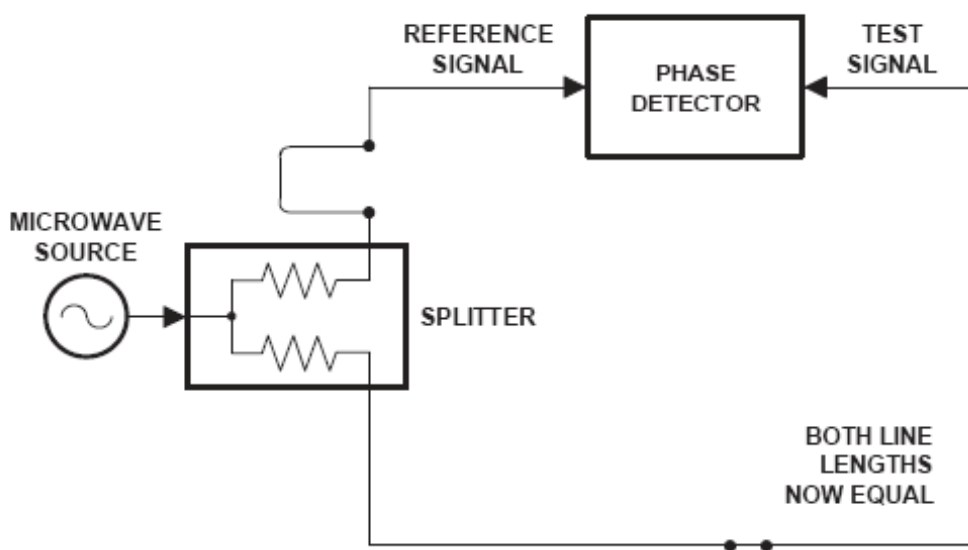 REFERENCE
SIGNAL
PHASE
DETECTOR
TEST
SIGNAL
MICROWAVE
SOURCE
SPLITTER
BOTH LINE
LENGTHS
NOW EQUAL